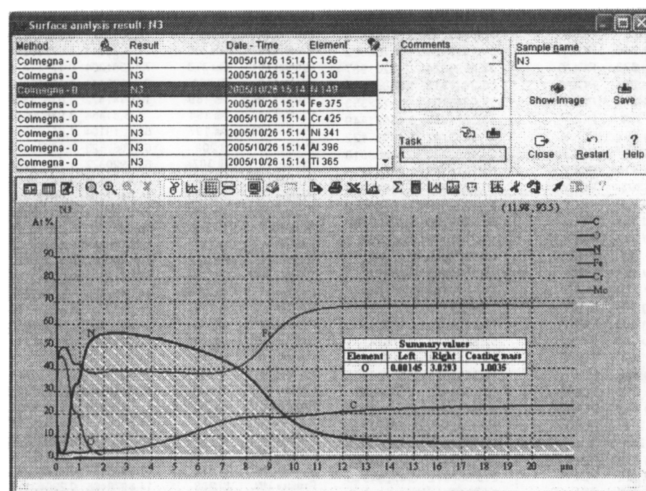 Surface analysis result. N3
Method Result Date - Time Element
Colmegna - 0 N3 2005/10/26 15:14 C 156
Colmegna - 0 N3 2005/10/26 15:14 O 130
Colmegna - 0 N3 2005/10/26 15:14 N 149
Colmegna - 0 N3 2005/10/26 15:14 Fe 375
Colmegna - 0 N3 2005/10/26 15:14 Cr 425
Colmegna - 0 N3 2005/10/26 15:14 Ni 341
Colmegna - 0 N3 2005/10/26 15:14 Al 396
Colmegna - 0 N3 2005/10/26 15:14 Ti 365
Comments
Task
Sample name
N3
Show Image Save
Close Restart Help
N3
(11.98, 93.5)
At %
90
80
70
60
50
40
30
20
10
0
C
O
N
Fe
Cr
Mo
N
Fe
C
O
Summary values
Element Left Right Coating mass
O 0.00145 3.0293 1.0035
0 1 2 3 4 5 6 7 8 9 10 11 12 13 14 15 16 17 18 19 20 µm